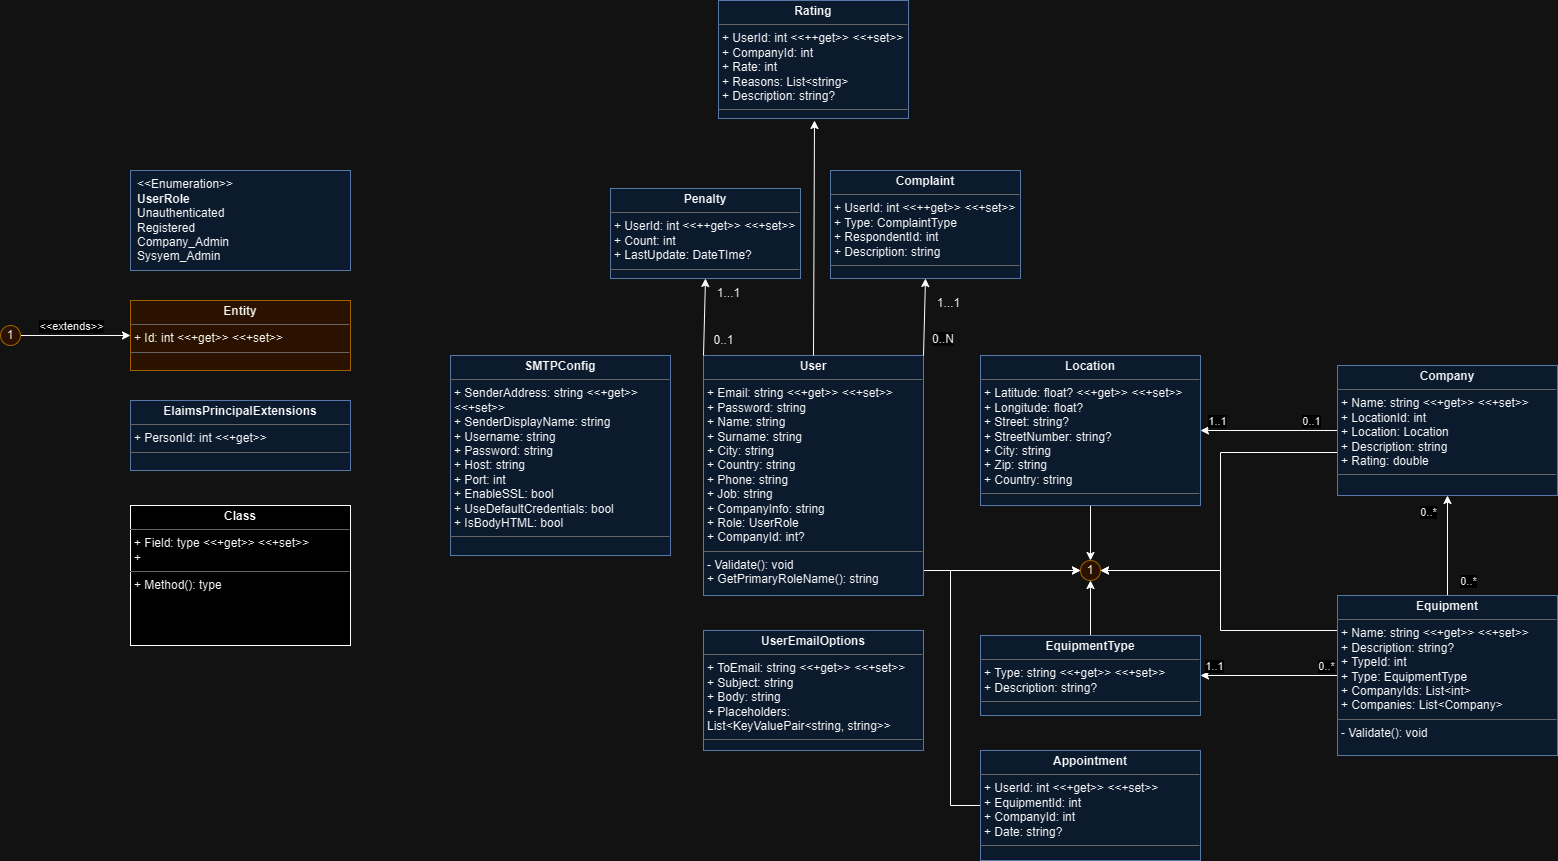 Rating
+ UserId: int <<++get>> <<+set>>
+ CompanyId: int
+ Rate: int
+ Reasons: List<string>
+ Description: string?
<<Enumeration>>
UserRole
Unauthenticated
Registered
Company_Admin
Sysyem_Admin
Penalty
+ UserId: int <<++get>> <<+set>>
+ Count: int
+ LastUpdate: DateTIme?
Complaint
+ UserId: int <<++get>> <<+set>>
+ Type: ComplaintType
+ RespondentId: int
+ Description: string
1...1
1...1
0..1
0..N
1
<<extends>>
Entity
+ Id: int <<+get>> <<+set>>
ElaimsPrincipalExtensions
+ PersonId: int <<+get>>
Class
+ Field: type <<+get>> <<+set>>
+
+ Method(): type
SMTPConfig
+ SenderAddress: string <<+get>>
<<+set>>
+ SenderDisplayName: string
+ Username: string
+ Password: string
+ Host: string
+ Port: int
+ EnableSSL: bool
+ UseDefaultCredentials: bool
+ IsBodyHTML: bool
User
+ Email: string <<+get>> <<+set>>
+ Password: string
+ Name: string
+ Surname: string
+ City: string
+ Country: string
+ Phone: string
+ Job: string
+ CompanyInfo: string
+ Role: UserRole
+ CompanyId: int?
- Validate(): void
+ GetPrimaryRoleName(): string
Location
+ Latitude: float? <<+get>> <<+set>>
+ Longitude: float?
+ Street: string?
+ StreetNumber: string?
+ City: string
+ Zip: string
+ Country: string
1..1
0..1
Company
+ Name: string <<+get>> <<+set>>
+ LocationId: int
+ Location: Location
+ Description: string
+ Rating: double
0..*
0..*
1
UserEmailOptions
+ ToEmail: string <<+get>> <<+set>>
+ Subject: string
+ Body: string
+ Placeholders:
List<KeyValuePair<string, string>>
EquipmentType
+ Type: string <<+get>> <<+set>>
+ Description: string?
1..1
0..*
Equipment
+ Name: string <<+get>> <<+set>>
+ Description: string?
+ TypeId: int
+ Type: EquipmentType
+ CompanyIds: List<int>
+ Companies: List<Company>
- Validate(): void
Appointment
+ UserId: int <<+get>> <<+set>>
+ EquipmentId: int
+ CompanyId: int
+ Date: string?